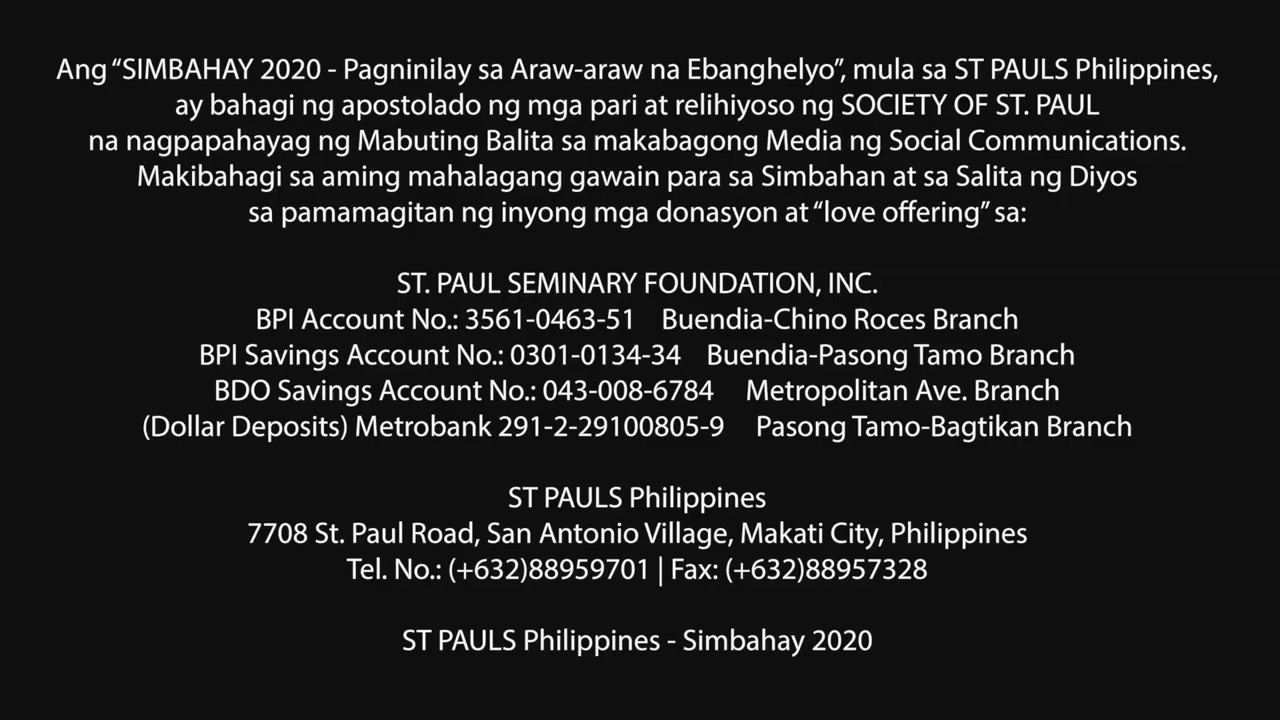 Ang “SIMBAHAY 2020 - Pagninilay sa Araw-araw na Ebanghelyo”, mula sa ST PAULS Philippines,
ay bahagi ng apostolado ng mga pari at relihiyoso ng SOCIETY OF ST. PAUL
na nagpapahayag ng Mabuting Balita sa makabagong Media ng Social Communications.
Makibahagi sa aming mahalagang gawain para sa Simbahan at sa Salita ng Diyos
sa pamamagitan ng inyong mga donasyon at “love offering” sa:
ST. PAUL SEMINARY FOUNDATION, INC.
BPI Account No.: 3561-0463-51 Buendia-Chino Roces Branch
BPI Savings Account No.: 0301-0134-34 Buendia-Pasong Tamo Branch
BDO Savings Account No.: 043-008-6784 Metropolitan Ave. Branch
(Dollar Deposits) Metrobank 291-2-29100805-9 Pasong Tamo-Bagtikan Branch
ST PAULS Philippines
7708 St. Paul Road, San Antonio Village, Makati City, Philippines
Tel. No.: (+632)88959701 | Fax: (+632)88957328
ST PAULS Philippines - Simbahay 2020